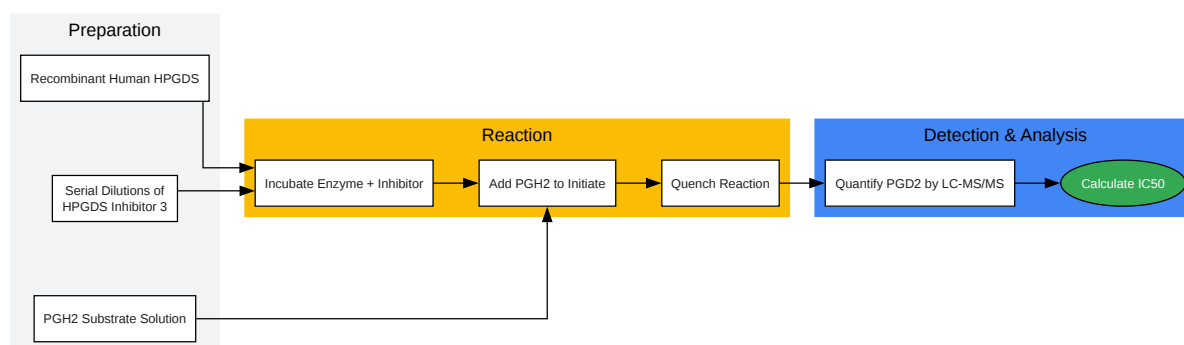 Preparation
Recombinant Human HPGDS
Serial Dilutions of
HPGDS Inhibitor 3
PGH2 Substrate Solution
Reaction
Incubate Enzyme + Inhibitor
Add PGH2 to Initiate
Quench Reaction
Detection & Analysis
Quantify PGD2 by LC-MS/MS
Calculate IC50